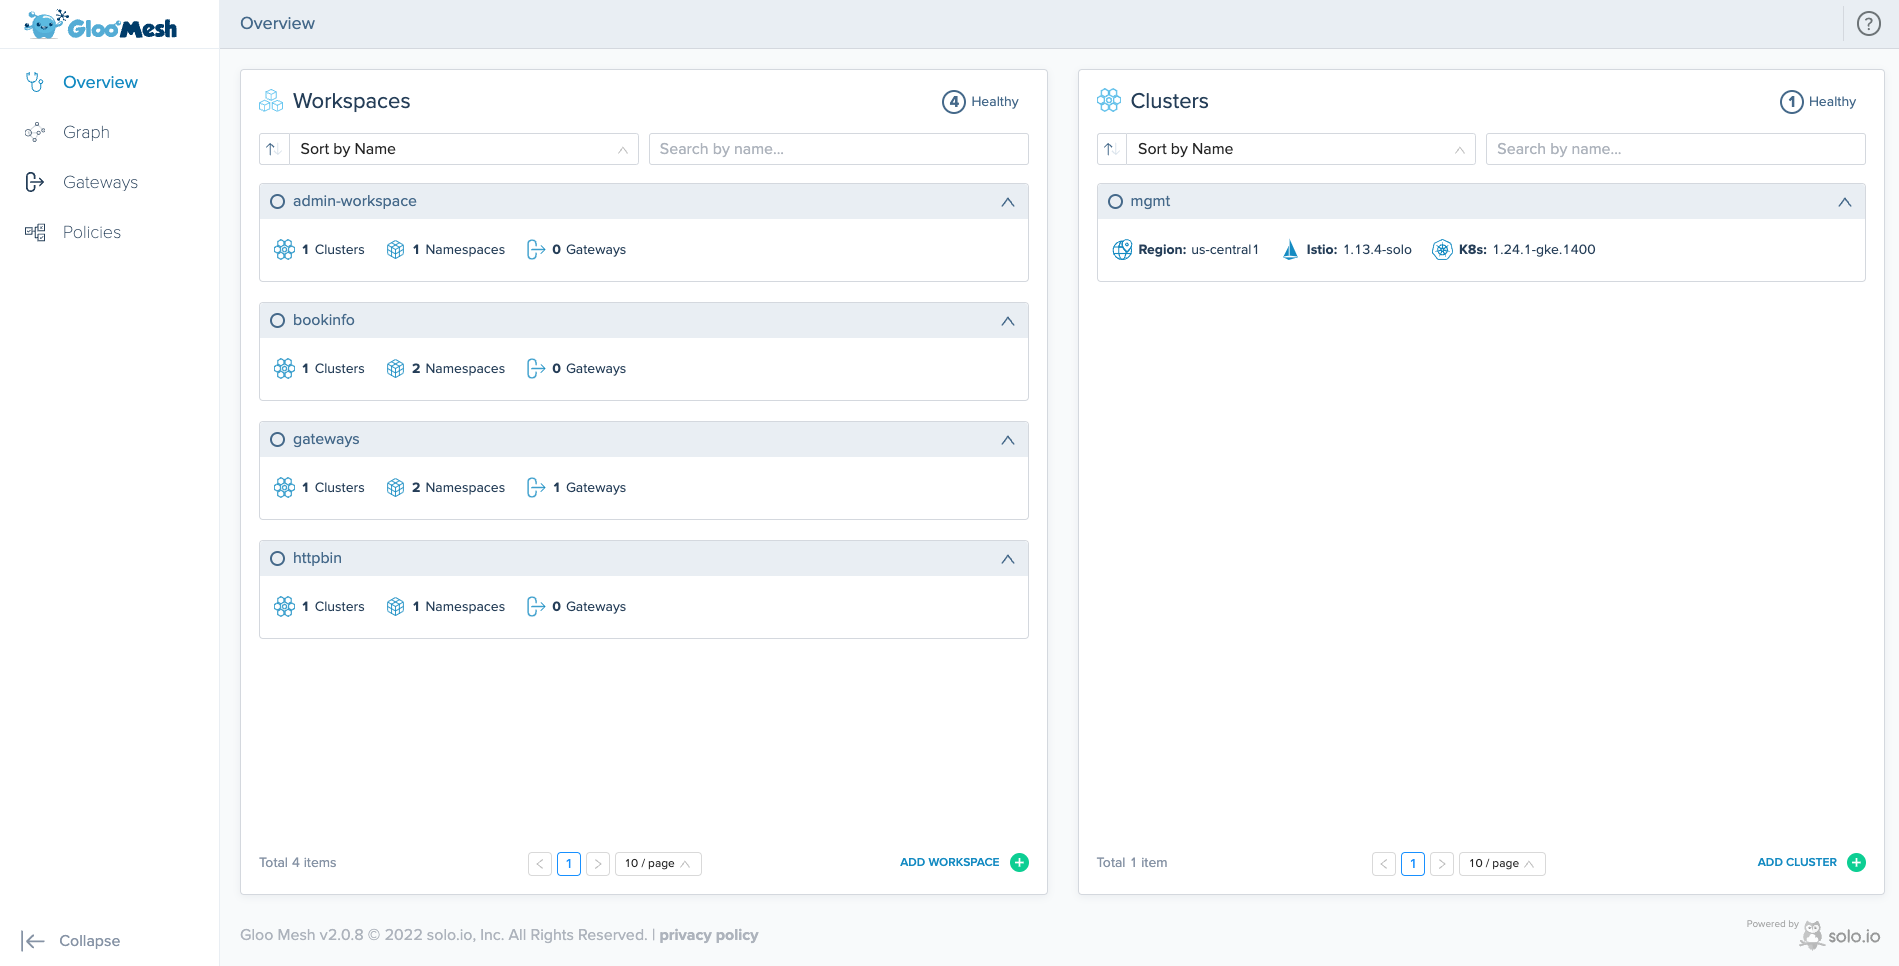 Gloo Mesh
Overview
Overview
Graph
Gateways
Policies
Collapse
Workspaces
4 Healthy
Sort by Name
Search by name...
admin-workspace
1 Clusters 1 Namespaces 0 Gateways
bookinfo
1 Clusters 2 Namespaces 0 Gateways
gateways
1 Clusters 2 Namespaces 1 Gateways
httpbin
1 Clusters 1 Namespaces 0 Gateways
Total 4 items
< 1 > 10 / page
ADD WORKSPACE
Clusters
1 Healthy
Sort by Name
Search by name...
mgmt
Region: us-central1 Istio: 1.13.4-solo K8s: 1.24.1-gke.1400
Total 1 item
< 1 > 10 / page
ADD CLUSTER
Gloo Mesh v2.0.8 © 2022 solo.io, Inc. All Rights Reserved. | privacy policy
Powered by
solo.io